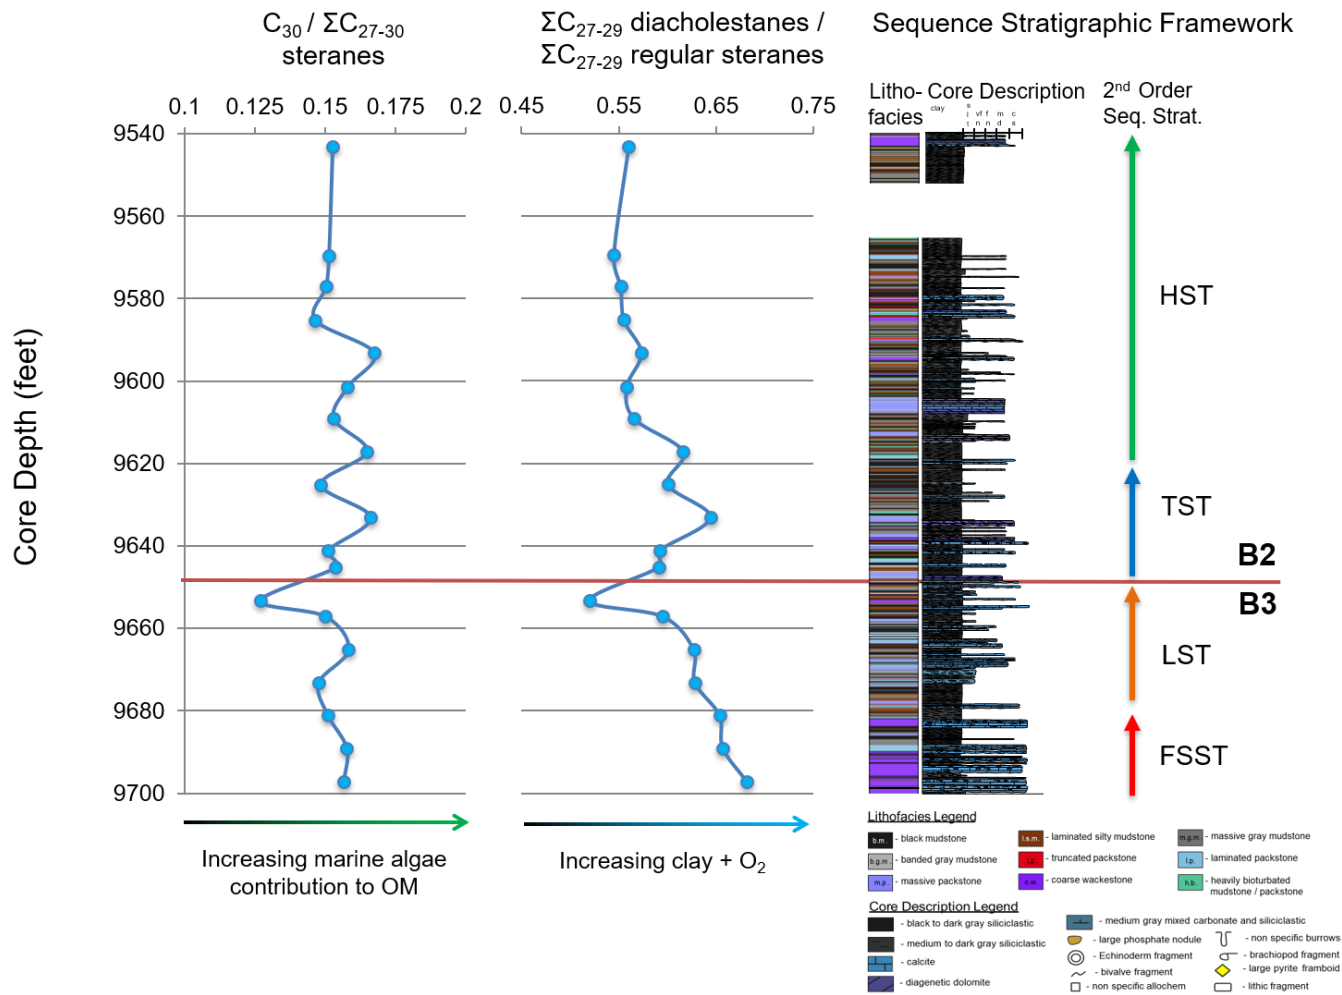 C30 / ΣC27-30
steranes
ΣC27-29 diacholestanes /
ΣC27-29 regular steranes
Sequence Stratigraphic Framework
0.1 0.125 0.15 0.175 0.2
0.45 0.55 0.65 0.75
Litho-
facies
Core Description
clay
s
i
t
vf
n
f
n
m
d
c
s
2nd Order
Seq. Strat.
Core Depth (feet)
9540
9560
9580
9600
9620
9640
9660
9680
9700
HST
TST
B2
B3
LST
FSST
Increasing marine algae
contribution to OM
Increasing clay + O2
Lithofacies Legend
b.m. - black mudstone
l.s.m. - laminated silty mudstone
m.g.m. - massive gray mudstone
b.g.m. - banded gray mudstone
t.p. - truncated packstone
l.p. - laminated packstone
m.p. - massive packstone
c.w. - coarse wackestone
h.b. - heavily bioturbated
mudstone / packstone
Core Description Legend
- black to dark gray siliciclastic
- medium to dark gray siliciclastic
- calcite
- diagenetic dolomite
- medium gray mixed carbonate and siliciclastic
- large phosphate nodule
- non specific burrows
- Echinoderm fragment
- brachiopod fragment
- bivalve fragment
- large pyrite framboid
- non specific allochem
- lithic fragment